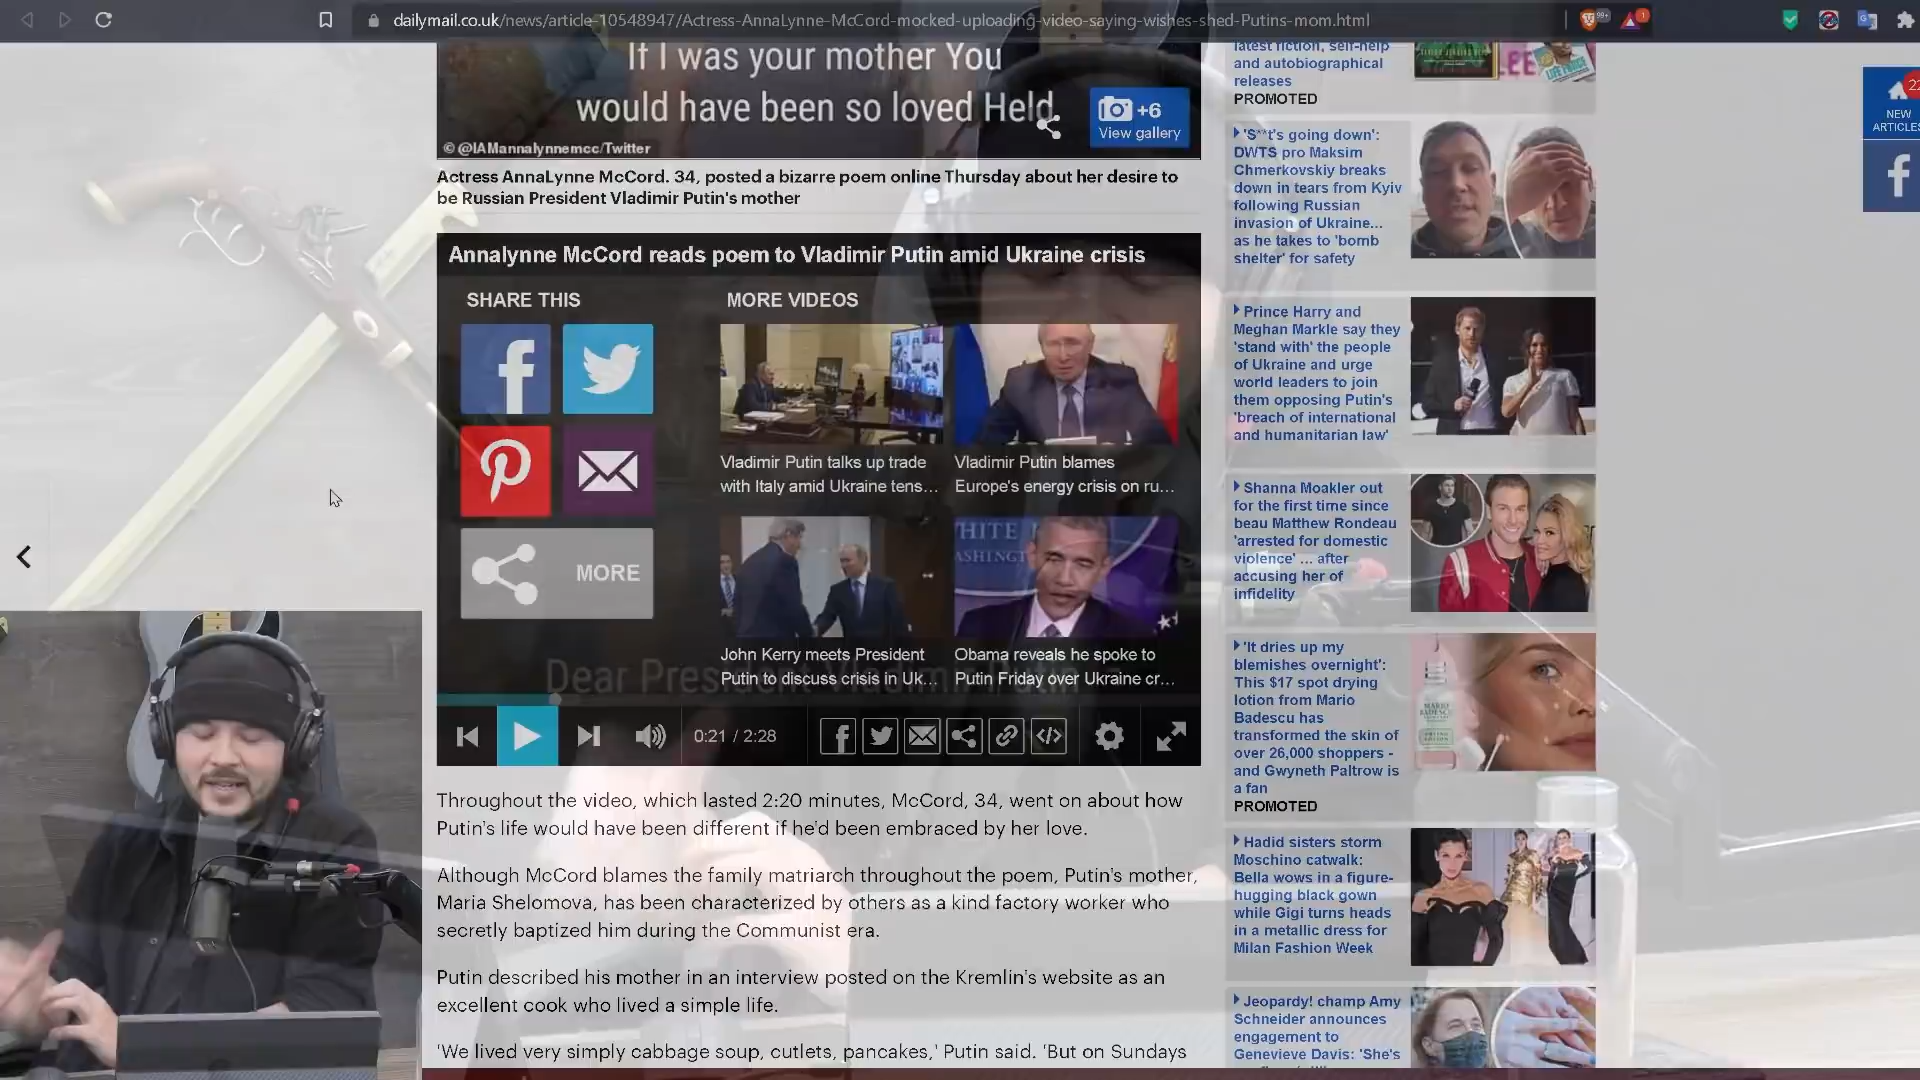 dailymail.co.uk/news/article-10548947/Actress-AnnaLynne-McCord-mocked-uploading-video-saying-wishes-shed-Putins-mom.html
99+
1
If I was your mother You
would have been so loved Held
+6
View gallery
© @IAMannalynnemcc/Twitter
Actress AnnaLynne McCord. 34, posted a bizarre poem online Thursday about her desire to
be Russian President Vladimir Putin's mother
Annalynne McCord reads poem to Vladimir Putin amid Ukraine crisis
SHARE THIS
MORE VIDEOS
Vladimir Putin talks up trade
with Italy amid Ukraine tens...
Vladimir Putin blames
Europe's energy crisis on ru...
MORE
WHITE
WASHINGT
John Kerry meets President
Putin to discuss crisis in Uk...
Obama reveals he spoke to
Putin Friday over Ukraine cr...
Dear President Vladimir Putin
0:21 / 2:28
Throughout the video, which lasted 2:20 minutes, McCord, 34, went on about how
Putin's life would have been different if he'd been embraced by her love.
Although McCord blames the family matriarch throughout the poem, Putin's mother,
Maria Shelomova, has been characterized by others as a kind factory worker who
secretly baptized him during the Communist era.
Putin described his mother in an interview posted on the Kremlin's website as an
excellent cook who lived a simple life.
'We lived very simply cabbage soup, cutlets, pancakes,' Putin said. 'But on Sundays
latest fiction, self-help
and autobiographical
releases
PROMOTED
'S**t's going down':
DWTS pro Maksim
Chmerkovskiy breaks
down in tears from Kyiv
following Russian
invasion of Ukraine...
as he takes to 'bomb
shelter' for safety
Prince Harry and
Meghan Markle say they
'stand with' the people
of Ukraine and urge
world leaders to join
them opposing Putin's
'breach of international
and humanitarian law'
Shanna Moakler out
for the first time since
beau Matthew Rondeau
'arrested for domestic
violence' ... after
accusing her of
infidelity
'It dries up my
blemishes overnight':
This $17 spot drying
lotion from Mario
Badescu has
transformed the skin of
over 26,000 shoppers -
and Gwyneth Paltrow is
a fan
PROMOTED
MARIO
BADESCU
Hadid sisters storm
Moschino catwalk:
Bella wows in a figure-
hugging black gown
while Gigi turns heads
in a metallic dress for
Milan Fashion Week
Jeopardy! champ Amy
Schneider announces
engagement to
Genevieve Davis: 'She's
22
NEW
ARTICLES